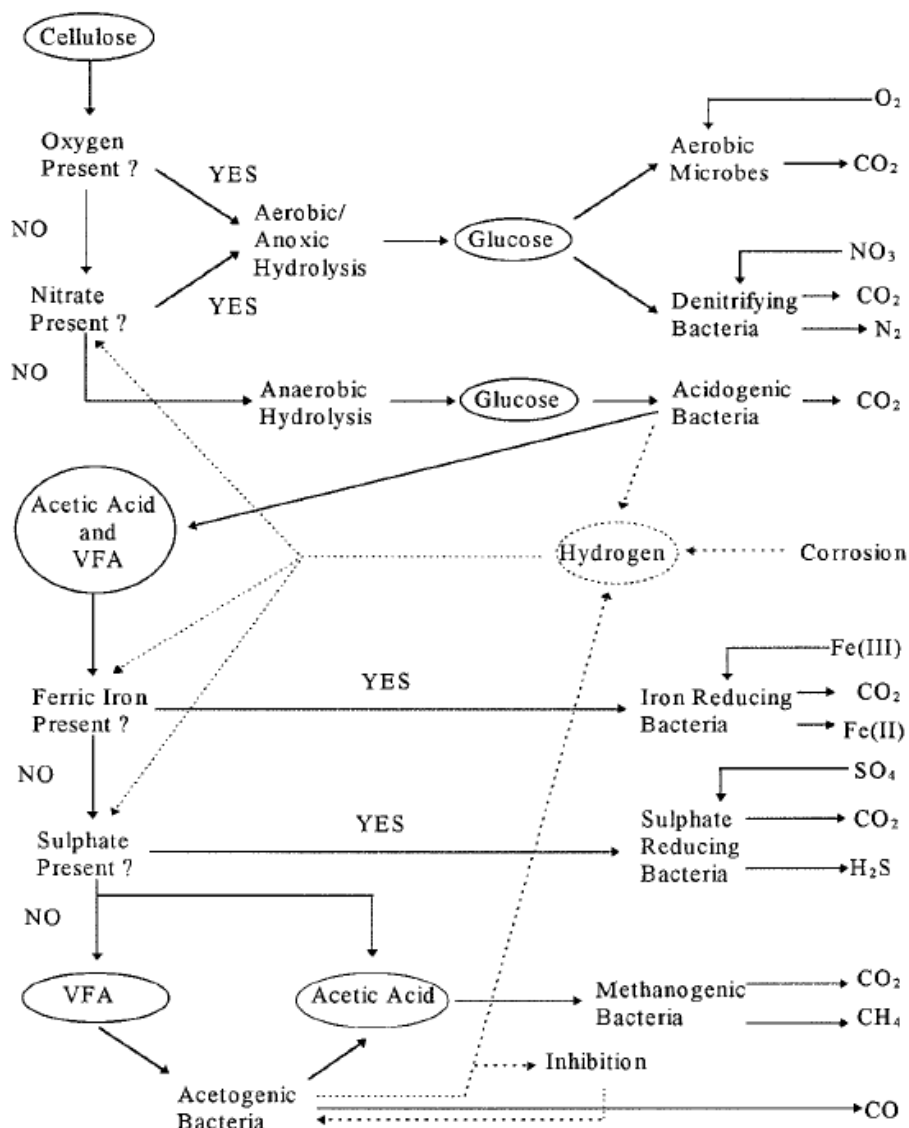 Cellulose
O₂
Oxygen
Present ?
YES
Aerobic
Microbes
CO₂
NO
Aerobic/
Anoxic
Hydrolysis
Glucose
NO₃
Nitrate
Present ?
YES
Denitrifying
Bacteria
CO₂
N₂
NO
Anaerobic
Hydrolysis
Glucose
Acidogenic
Bacteria
CO₂
Acetic Acid
and
VFA
Hydrogen
Corrosion
Fe(III)
Ferric Iron
Present ?
YES
Iron Reducing
Bacteria
CO₂
Fe(II)
NO
SO₄
Sulphate
Present ?
YES
Sulphate
Reducing
Bacteria
CO₂
H₂S
NO
VFA
Acetic Acid
Methanogenic
Bacteria
CO₂
CH₄
Inhibition
Acetogenic
Bacteria
CO